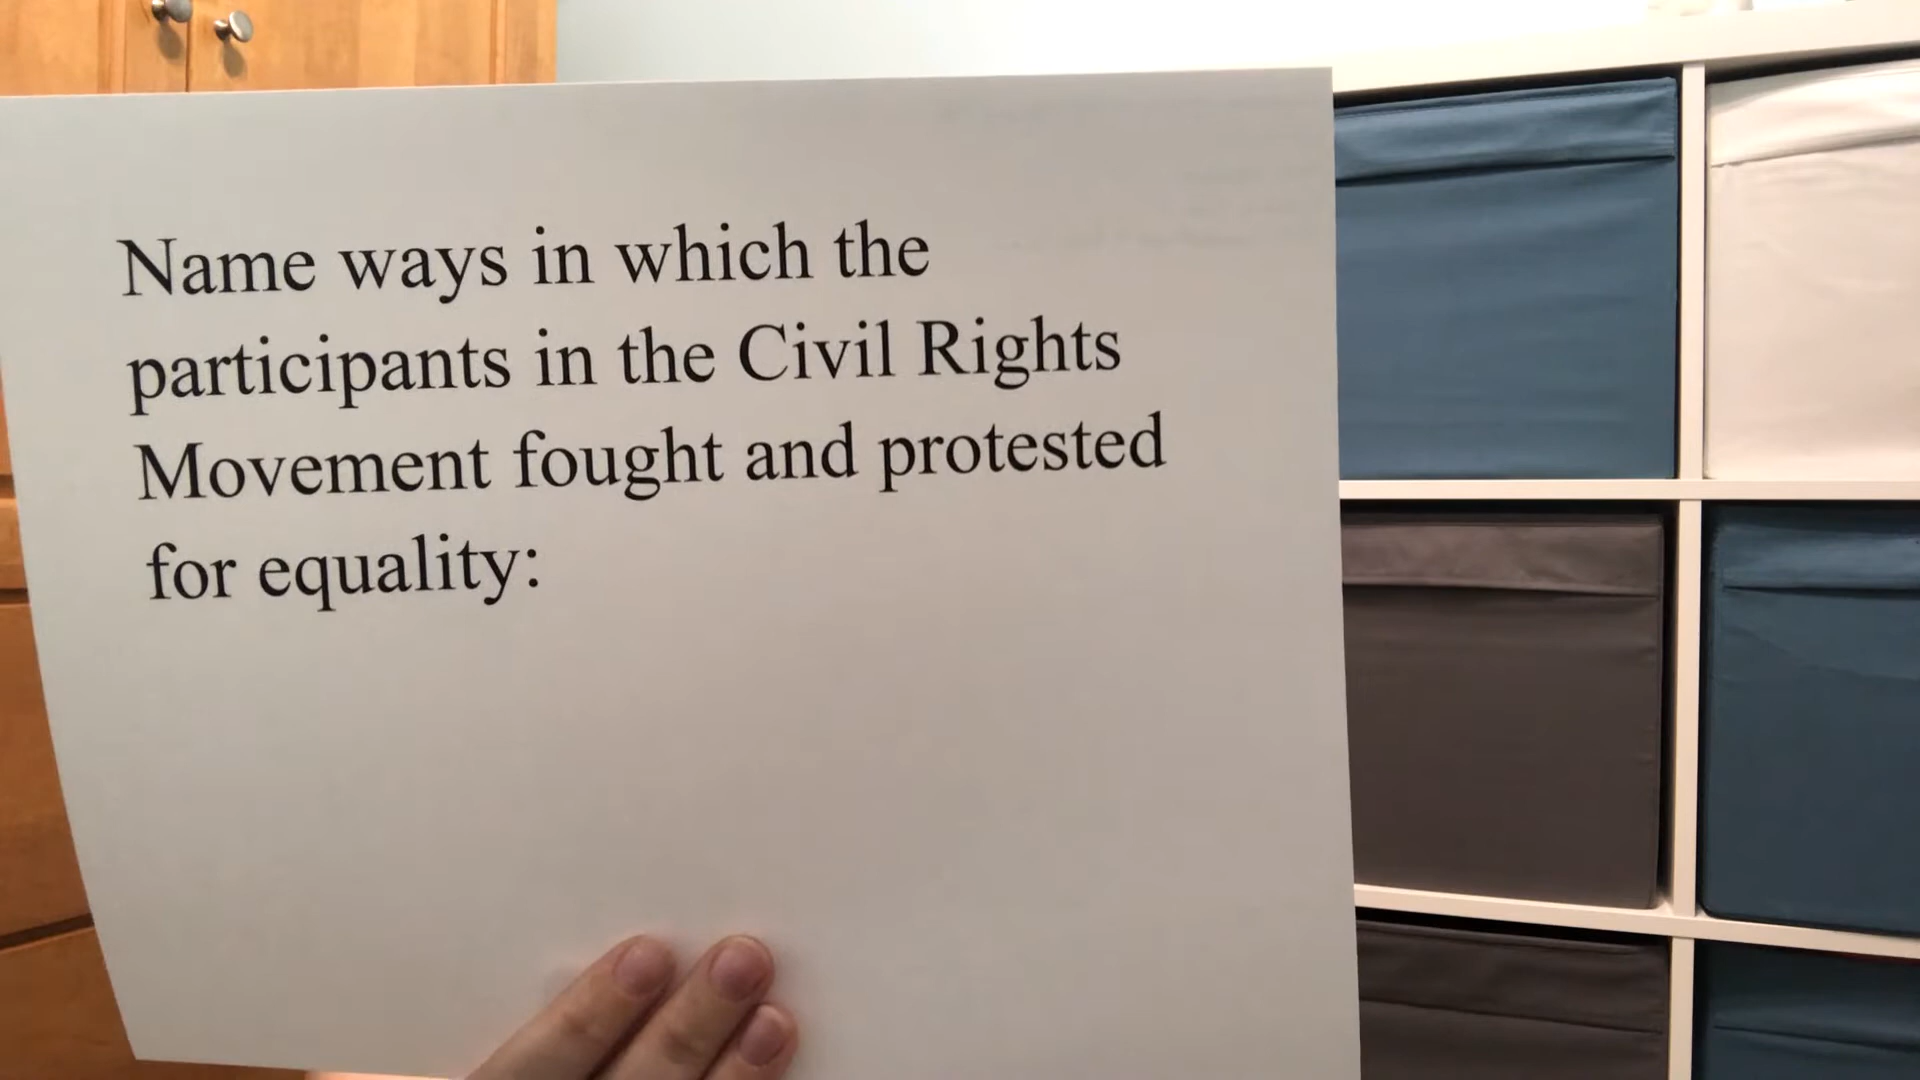 Name ways in which the
participants in the Civil Rights
Movement fought and protested
for equality: